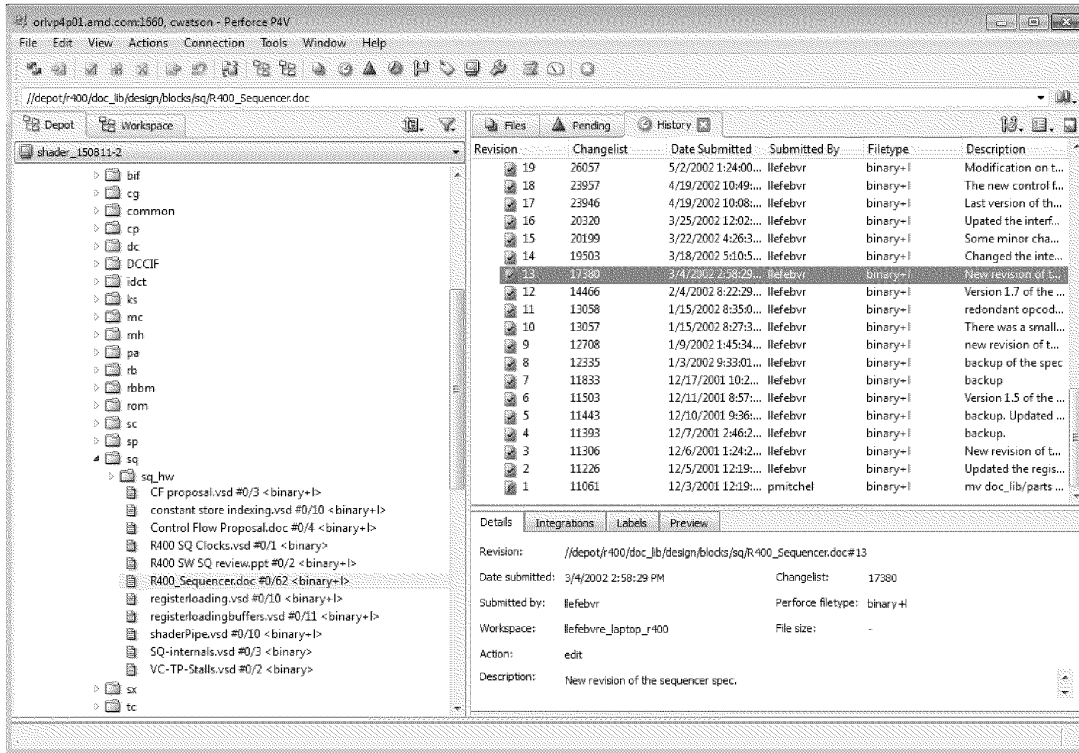 orlvp4p01.amd.com:1660, cwatson - Perforce P4V
File Edit View Actions Connection Tools Window Help
//depot/r400/doc_lib/design/blocks/sq/R400_Sequencer.doc
Depot Workspace
shader_150811-2
bif
cg
common
cp
dc
DCCIF
idct
ks
mc
mh
pa
rb
rbbm
rom
sc
sp
sq
sq_hw
CF proposal.vsd #0/3 <binary+l>
constant store indexing.vsd #0/10 <binary+l>
Control Flow Proposal.doc #0/4 <binary+l>
R400 SQ Clocks.vsd #0/1 <binary>
R400 SW SQ review.ppt #0/2 <binary+l>
R400_Sequencer.doc #0/62 <binary+l>
registerloading.vsd #0/10 <binary+l>
registerloadingbuffers.vsd #0/11 <binary+l>
shaderPipe.vsd #0/10 <binary+l>
SQ-internals.vsd #0/3 <binary>
VC-TP-Stalls.vsd #0/2 <binary>
sx
tc
Files Pending History
Revision Changelist Date Submitted Submitted By Filetype Description
19 26057 5/2/2002 1:24:00... llefebvr binary+l Modification on t...
18 23957 4/19/2002 10:49:... llefebvr binary+l The new control f...
17 23946 4/19/2002 10:08:... llefebvr binary+l Last version of th...
16 20320 3/25/2002 12:02:... llefebvr binary+l Upated the interf...
15 20199 3/22/2002 4:26:3... llefebvr binary+l Some minor cha...
14 19503 3/18/2002 5:10:5... llefebvr binary+l Changed the inte...
13 17380 3/4/2002 2:58:29... llefebvr binary+l New revision of t...
12 14466 2/4/2002 8:22:29... llefebvr binary+l Version 1.7 of the ...
11 13058 1/15/2002 8:35:0... llefebvr binary+l redondant opcod...
10 13057 1/15/2002 8:27:3... llefebvr binary+l There was a small...
9 12708 1/9/2002 1:45:34... llefebvr binary+l new revision of t...
8 12335 1/3/2002 9:33:01... llefebvr binary+l backup of the spec
7 11833 12/17/2001 10:2... llefebvr binary+l backup
6 11503 12/11/2001 8:57:... llefebvr binary+l Version 1.5 of the ...
5 11443 12/10/2001 9:36:... llefebvr binary+l backup. Updated ...
4 11393 12/7/2001 2:46:2... llefebvr binary+l backup.
3 11306 12/6/2001 1:24:2... llefebvr binary+l New revision of t...
2 11226 12/5/2001 12:19:... llefebvr binary+l Updated the regis...
1 11061 12/3/2001 12:19:... pmitchel binary+l mv doc_lib/parts ...
Details Integrations Labels Preview
Revision: //depot/r400/doc_lib/design/blocks/sq/R400_Sequencer.doc#13
Date submitted: 3/4/2002 2:58:29 PM Changelist: 17380
Submitted by: llefebvr Perforce filetype: binary+l
Workspace: llefebvre_laptop_r400 File size: -
Action: edit
Description: New revision of the sequencer spec.